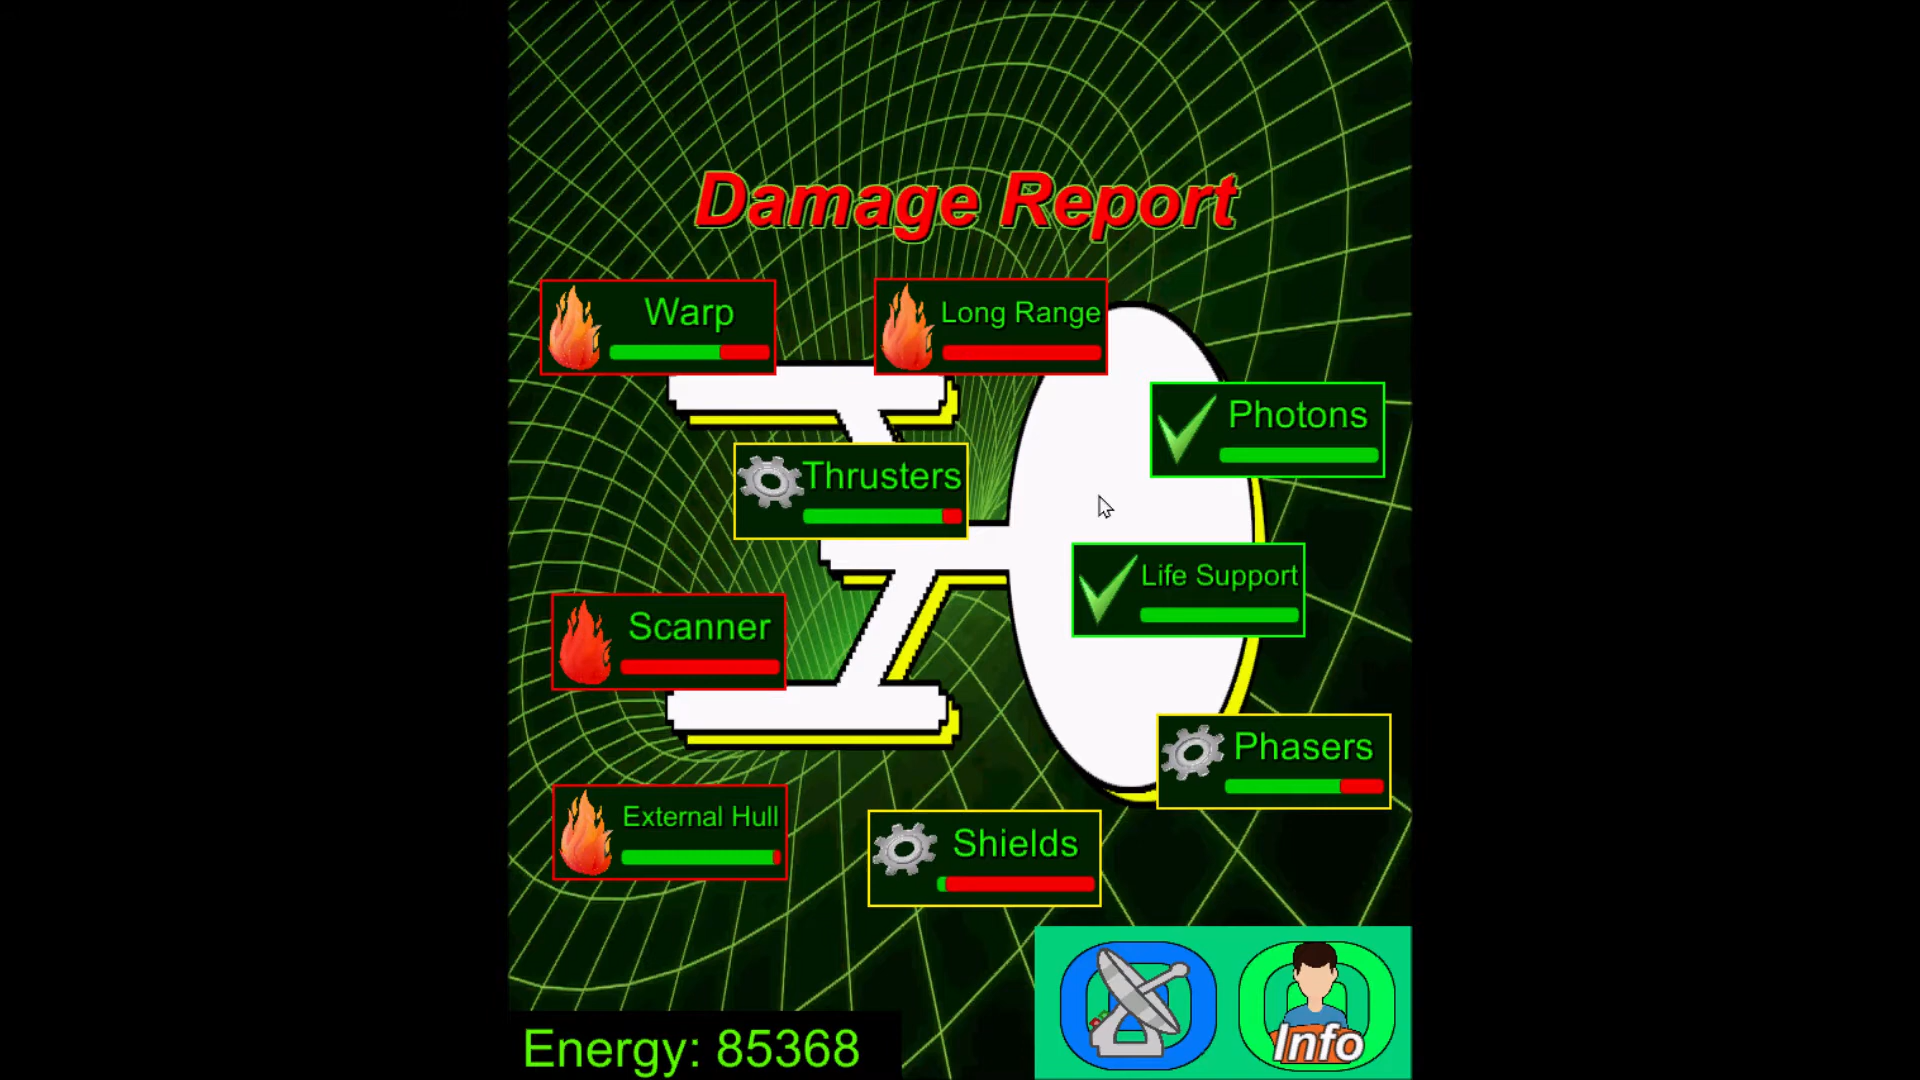 Damage Report
Warp
Long Range
Photons
Thrusters
Life Support
Scanner
Phasers
External Hull
Shields
Energy: 85368
Info